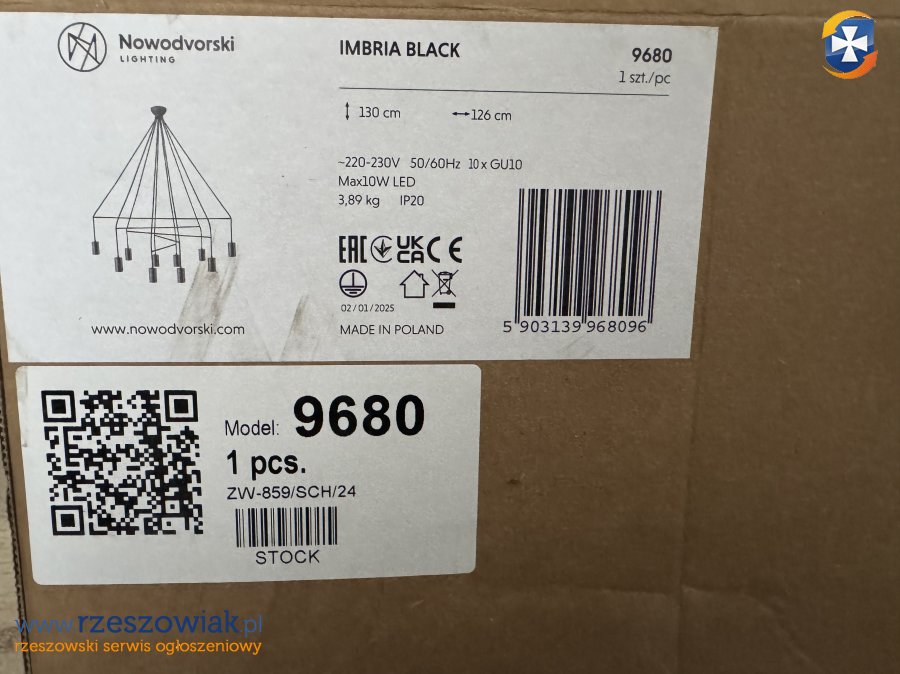 Nowodvorski
LIGHTING
IMBRIA BLACK
9680
1 szt./pc
130 cm
126 cm
~220-230V 50/60Hz 10 x GU10
Max10W LED
3,89 kg IP20
EAC UK CA CE
02/01/2025
MADE IN POLAND
www.nowodvorski.com
5 903139 968096
Model: 9680
1 pcs.
ZW-859/SCH/24
STOCK
www.rzeszowiak.pl
rzeszowski serwis ogłoszeniowy